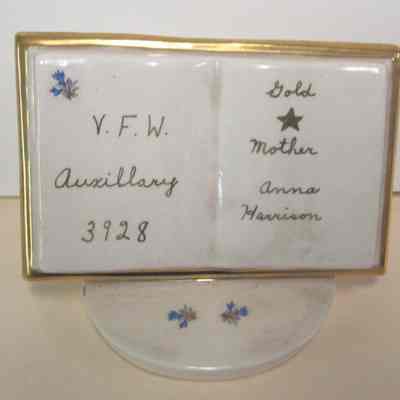 V. F. W.
Auxillary
3928
Gold
★
Mother
Anna
Harrison